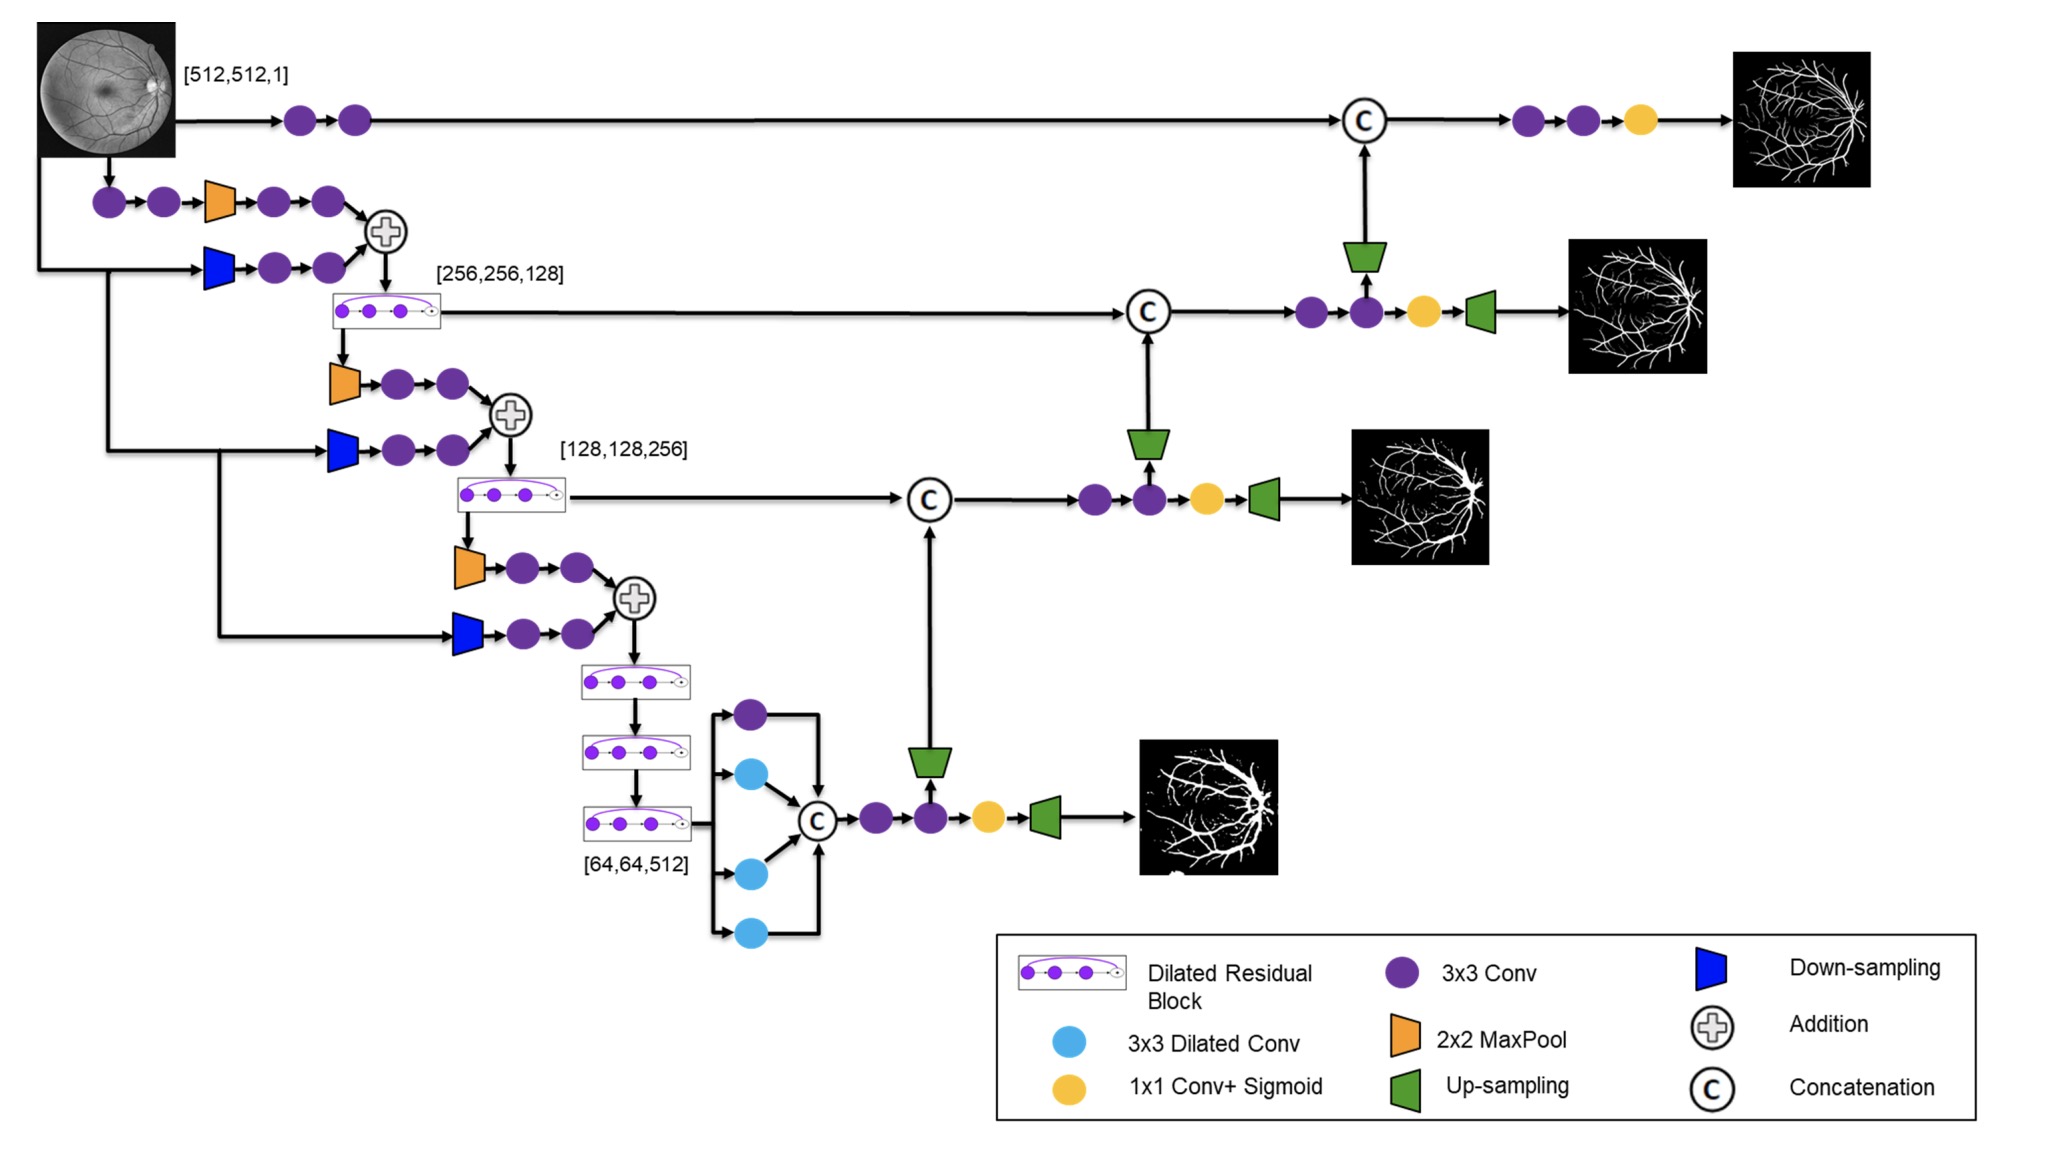 [512,512,1]
C
[256,256,128]
C
[128,128,256]
C
C
[64,64,512]
Dilated Residual
Block
3x3 Conv
Down-sampling
3x3 Dilated Conv
2x2 MaxPool
Addition
1x1 Conv+ Sigmoid
Up-sampling
C
Concatenation